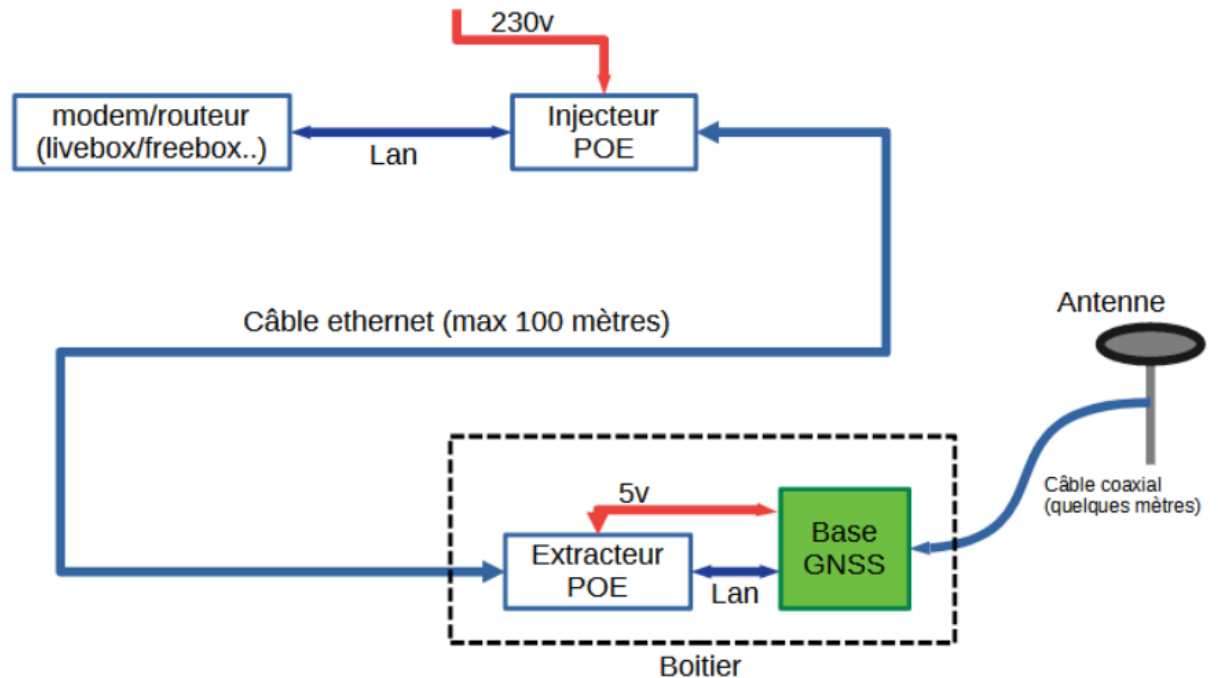 230v
modem/routeur
(livebox/freebox..)
Lan
Injecteur
POE
Câble ethernet (max 100 mètres)
Antenne
Câble coaxial
(quelques mètres)
5v
Extracteur
POE
Lan
Base
GNSS
Boitier